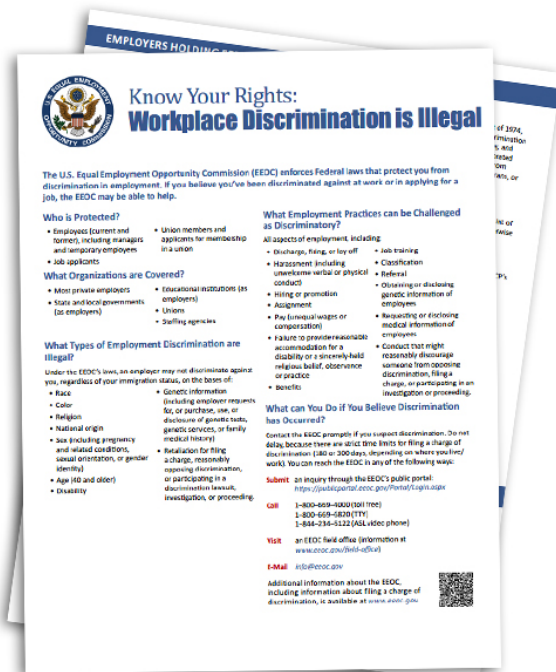 EMPLOYERS HOLDING
U.S. EQUAL EMPLOYMENT OPPORTUNITY COMMISSION
Know Your Rights:
Workplace Discrimination is Illegal
The U.S. Equal Employment Opportunity Commission (EEOC) enforces Federal laws that protect you from
discrimination in employment. If you believe you've been discriminated against at work or in applying for a
job, the EEOC may be able to help.
Who is Protected?
• Employees (current and
former), including managers
and temporary employees
• Job applicants
• Union members and
applicants for membership
in a union
What Organizations are Covered?
• Most private employers
• State and local governments
(as employers)
• Educational institutions (as
employers)
• Unions
• Staffing agencies
What Types of Employment Discrimination are
Illegal?
Under the EEOC's laws, an employer may not discriminate against
you, regardless of your immigration status, on the bases of:
• Race
• Color
• Religion
• National origin
• Sex (including pregnancy
and related conditions,
sexual orientation, or gender
identity)
• Age (40 and older)
• Disability
• Genetic information
(including employer requests
for, or purchase, use, or
disclosure of genetic tests,
genetic services, or family
medical history)
• Retaliation for filing
a charge, reasonably
opposing discrimination,
or participating in a
discrimination lawsuit,
investigation, or proceeding.
What Employment Practices can be Challenged
as Discriminatory?
All aspects of employment, including:
• Discharge, firing, or lay-off
• Harassment (including
unwelcome verbal or physical
conduct)
• Hiring or promotion
• Assignment
• Pay (unequal wages or
compensation)
• Failure to provide reasonable
accommodation for a
disability or a sincerely-held
religious belief, observance
or practice
• Benefits
• Job training
• Classification
• Referral
• Obtaining or disclosing
genetic information of
employees
• Requesting or disclosing
medical information of
employees
• Conduct that might
reasonably discourage
someone from opposing
discrimination, filing a
charge, or participating in an
investigation or proceeding.
What can You Do if You Believe Discrimination
has Occurred?
Contact the EEOC promptly if you suspect discrimination. Do not
delay, because there are strict time limits for filing a charge of
discrimination (180 or 300 days, depending on where you live/
work). You can reach the EEOC in any of the following ways:
Submit an inquiry through the EEOC's public portal:
https://publicportal.eeoc.gov/Portal/Login.aspx
Call 1-800-669-4000 (toll free)
1-800-669-6820 (TTY)
1-844-234-5122 (ASL video phone)
Visit an EEOC field office (information at
www.eeoc.gov/field-office)
E-Mail info@eeoc.gov
Additional information about the EEOC,
including information about filing a charge of
discrimination, is available at www.eeoc.gov.
of 1974,
and
or
of